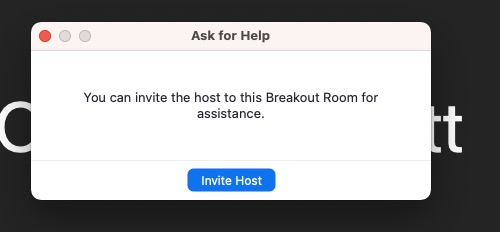 Ask for Help
You can invite the host to this Breakout Room for
assistance.
Invite Host